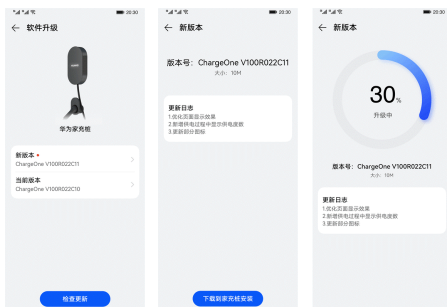 20:30
软件升级
华为家充桩
新版本
ChargeOne V100R022C11
当前版本
ChargeOne V100R022C10
检查更新
20:30
新版本
版本号：ChargeOne V100R022C11
大小：10M
更新日志
1.优化页面显示效果
2.新增供电过程中显示供电度数
3.更新部分图标
下载到家充桩安装
20:30
新版本
30%
升级中
版本号：ChargeOne V100R022C11
大小：10M
更新日志
1.优化页面显示效果
2.新增供电过程中显示供电度数
3.更新部分图标